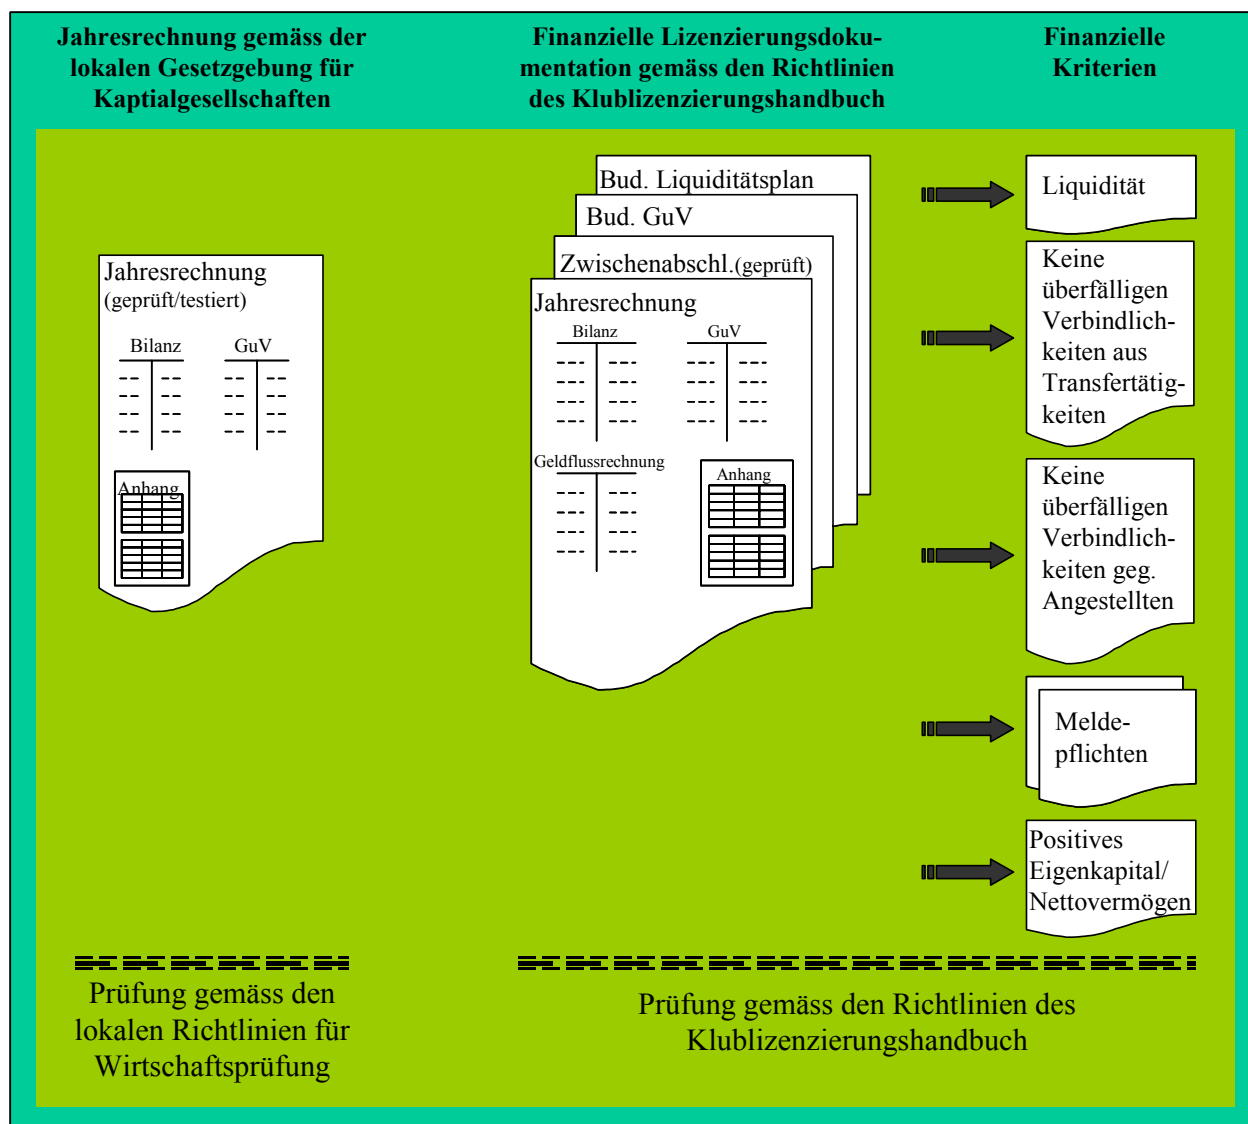 Jahresrechnung gemäss der
lokalen Gesetzgebung für
Kaptialgesellschaften
Finanzielle Lizenzierungsdoku-
mentation gemäss den Richtlinien
des Klublizenzierungshandbuch
Finanzielle
Kriterien
Jahresrechnung
(geprüft/testiert)
Bilanz
GuV
Anhang
Bud. Liquiditätsplan
Bud. GuV
Zwischenabschl.(geprüft)
Jahresrechnung
Bilanz
GuV
Geldflussrechnung
Anhang
Liquidität
Keine
überfälligen
Verbindlich-
keiten aus
Transfertätig-
keiten
Keine
überfälligen
Verbindlich-
keiten geg.
Angestellten
Melde-
pflichten
Positives
Eigenkapital/
Nettovermögen
Prüfung gemäss den
lokalen Richtlinien für
Wirtschaftsprüfung
Prüfung gemäss den Richtlinien des
Klublizenzierungshandbuch